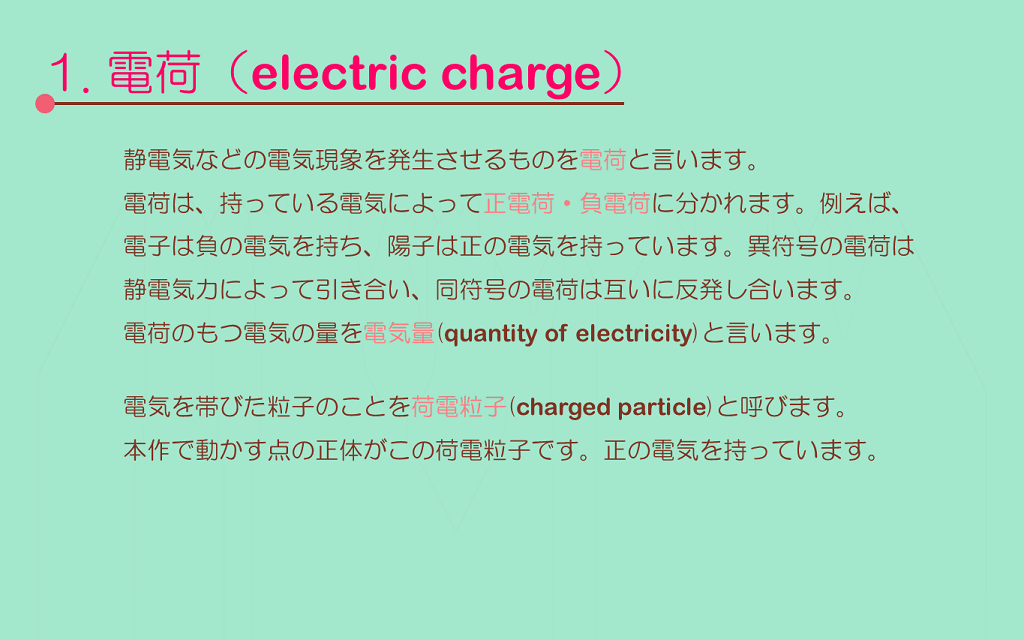 1. 電荷（electric charge）
静電気などの電気現象を発生させるものを電荷と言います。
電荷は、持っている電気によって正電荷・負電荷に分かれます。例えば、
電子は負の電気を持ち、陽子は正の電気を持っています。異符号の電荷は
静電気力によって引き合い、同符号の電荷は互いに反発し合います。
電荷のもつ電気の量を電気量(quantity of electricity)と言います。
電気を帯びた粒子のことを荷電粒子(charged particle)と呼びます。
本作で動かす点の正体がこの荷電粒子です。正の電気を持っています。